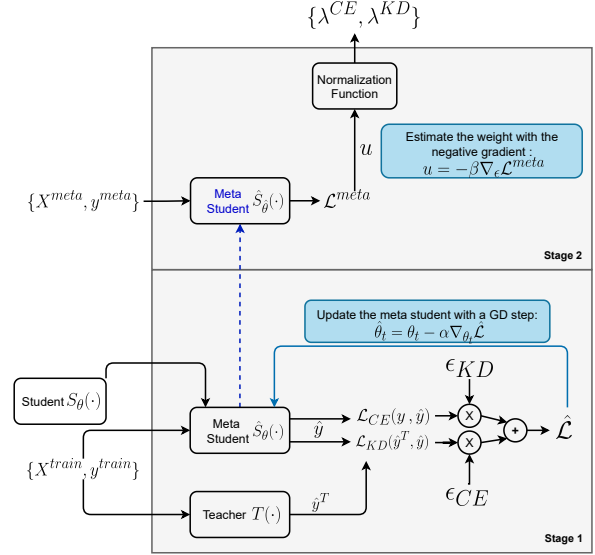 {λ^{CE}, λ^{KD}}
Normalization
Function
Estimate the weight with the
negative gradient :
u = −β∇_ϵ ℒ^{meta}
u
{X^{meta}, y^{meta}}
Meta
Student Ŝ_{θ̂}(·)
ℒ^{meta}
Stage 2
Update the meta student with a GD step:
θ̂_t = θ_t − α∇_{θ_t} ℒ̂
ϵ_{KD}
Student S_θ(·)
Meta
Student Ŝ_θ(·)
ŷ
ℒ_{CE}(y , ŷ)
X
ℒ_{KD}(ŷ^T, ŷ)
X
+
ℒ̂
{X^{train}, y^{train}}
ϵ_{CE}
Teacher T(·)
ŷ^T
Stage 1